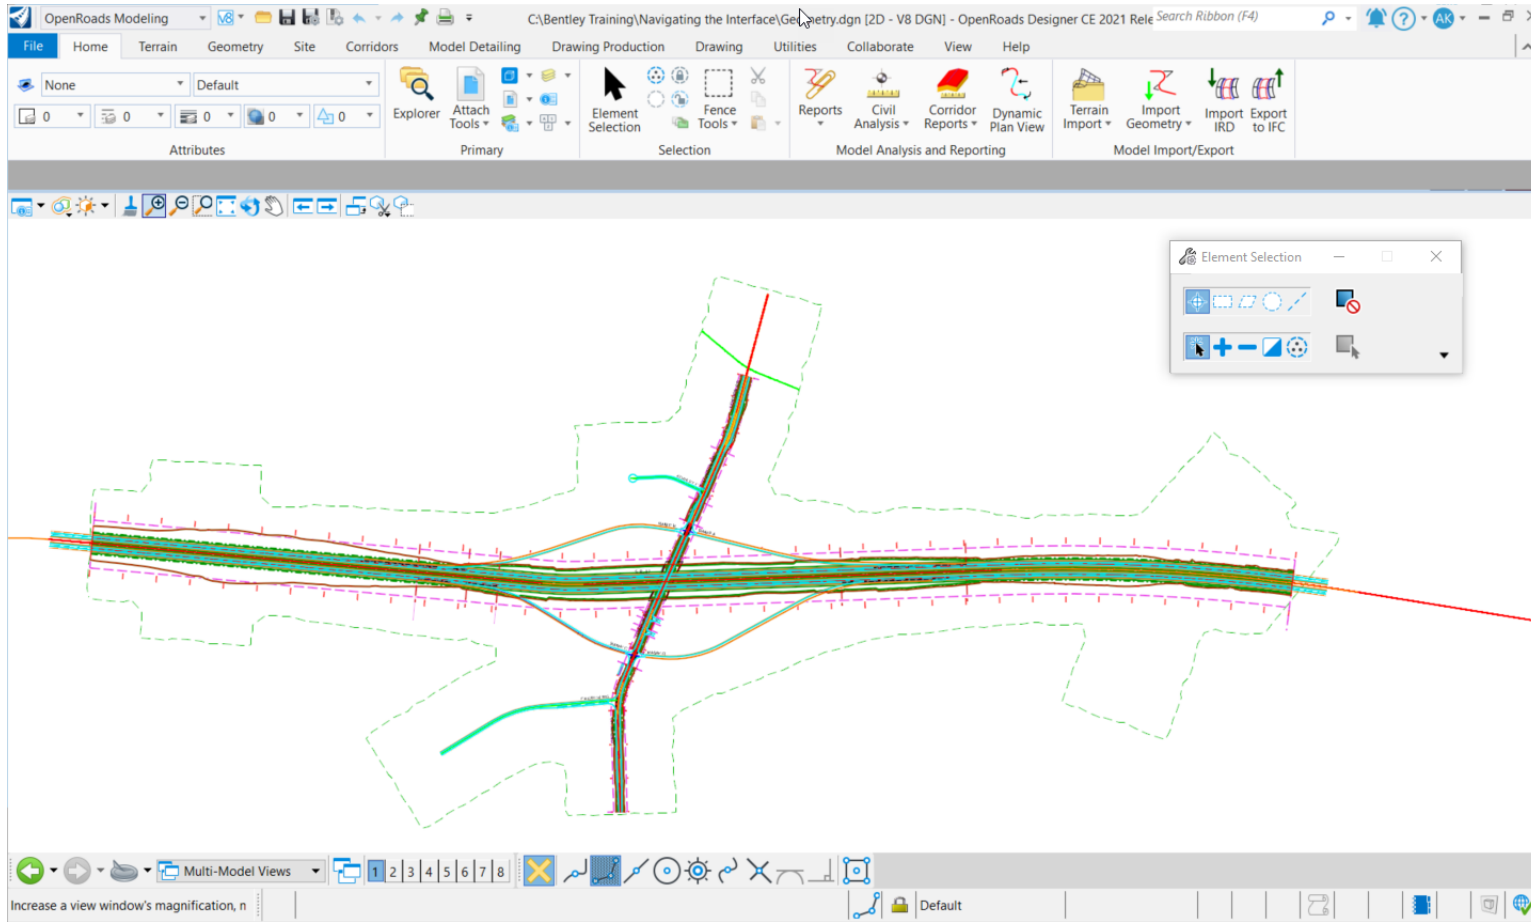 OpenRoads Modeling
C:\Bentley Training\Navigating the Interface\Geometry.dgn [2D - V8 DGN] - OpenRoads Designer CE 2021 Rele
Search Ribbon (F4)
AK
File Home Terrain Geometry Site Corridors Model Detailing Drawing Production Drawing Utilities Collaborate View Help
None
Default
0 0 0 0 0
Attributes
Explorer
Attach Tools
Primary
Element Selection
Fence Tools
Selection
Reports
Civil Analysis
Corridor Reports
Dynamic Plan View
Model Analysis and Reporting
Terrain Import
Import Geometry
Import IRD
Export to IFC
Model Import/Export
Element Selection
Multi-Model Views
1 2 3 4 5 6 7 8
Increase a view window's magnification, n
Default